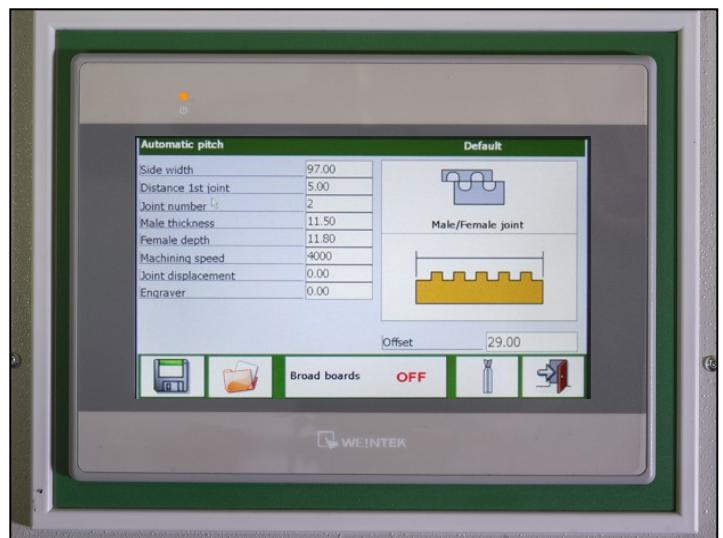 Automatic pitch Default
Side width 97.00
Distance 1st joint 5.00
Joint number 2
Male thickness 11.50
Female depth 11.80
Machining speed 4000
Joint displacement 0.00
Engraver 0.00
Male/Female joint
Offset 29.00
Broad boards OFF
WEINTEK